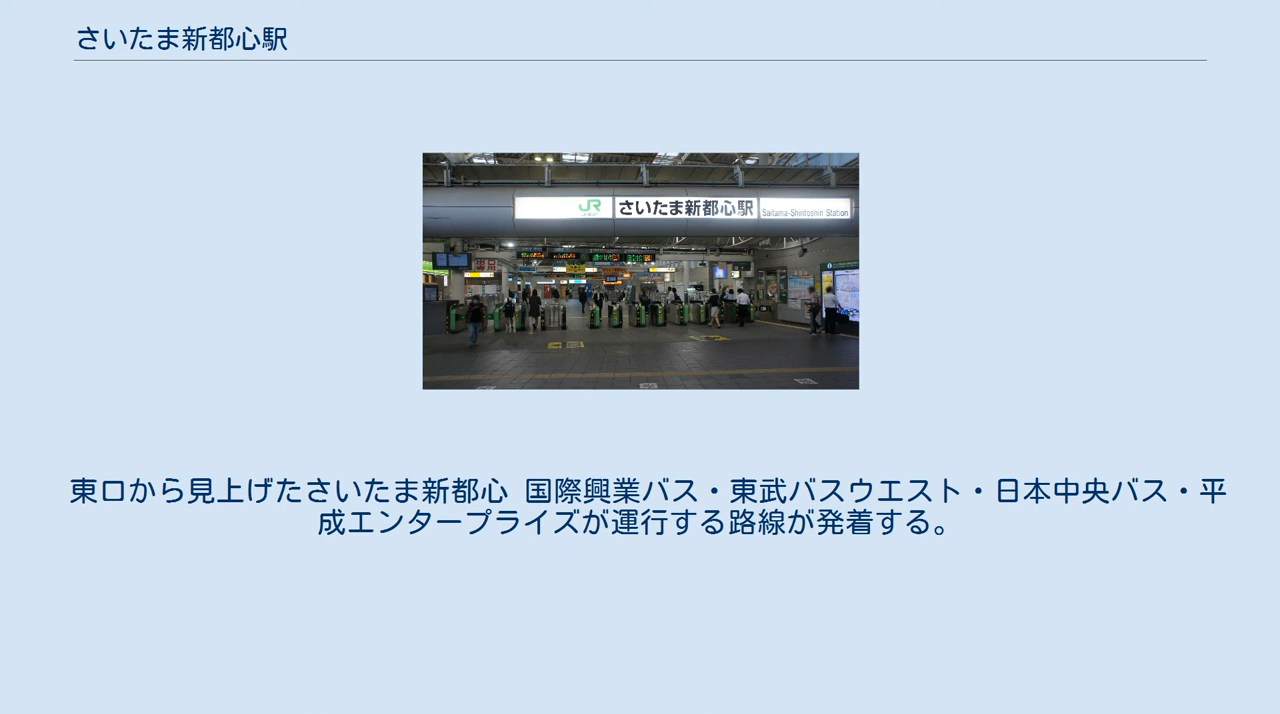 さいたま新都心駅
JR
さいたま新都心駅
Saitama-Shintoshin Station
東口から見上げたさいたま新都心 国際興業バス・東武バスウエスト・日本中央バス・平
成エンタープライズが運行する路線が発着する。